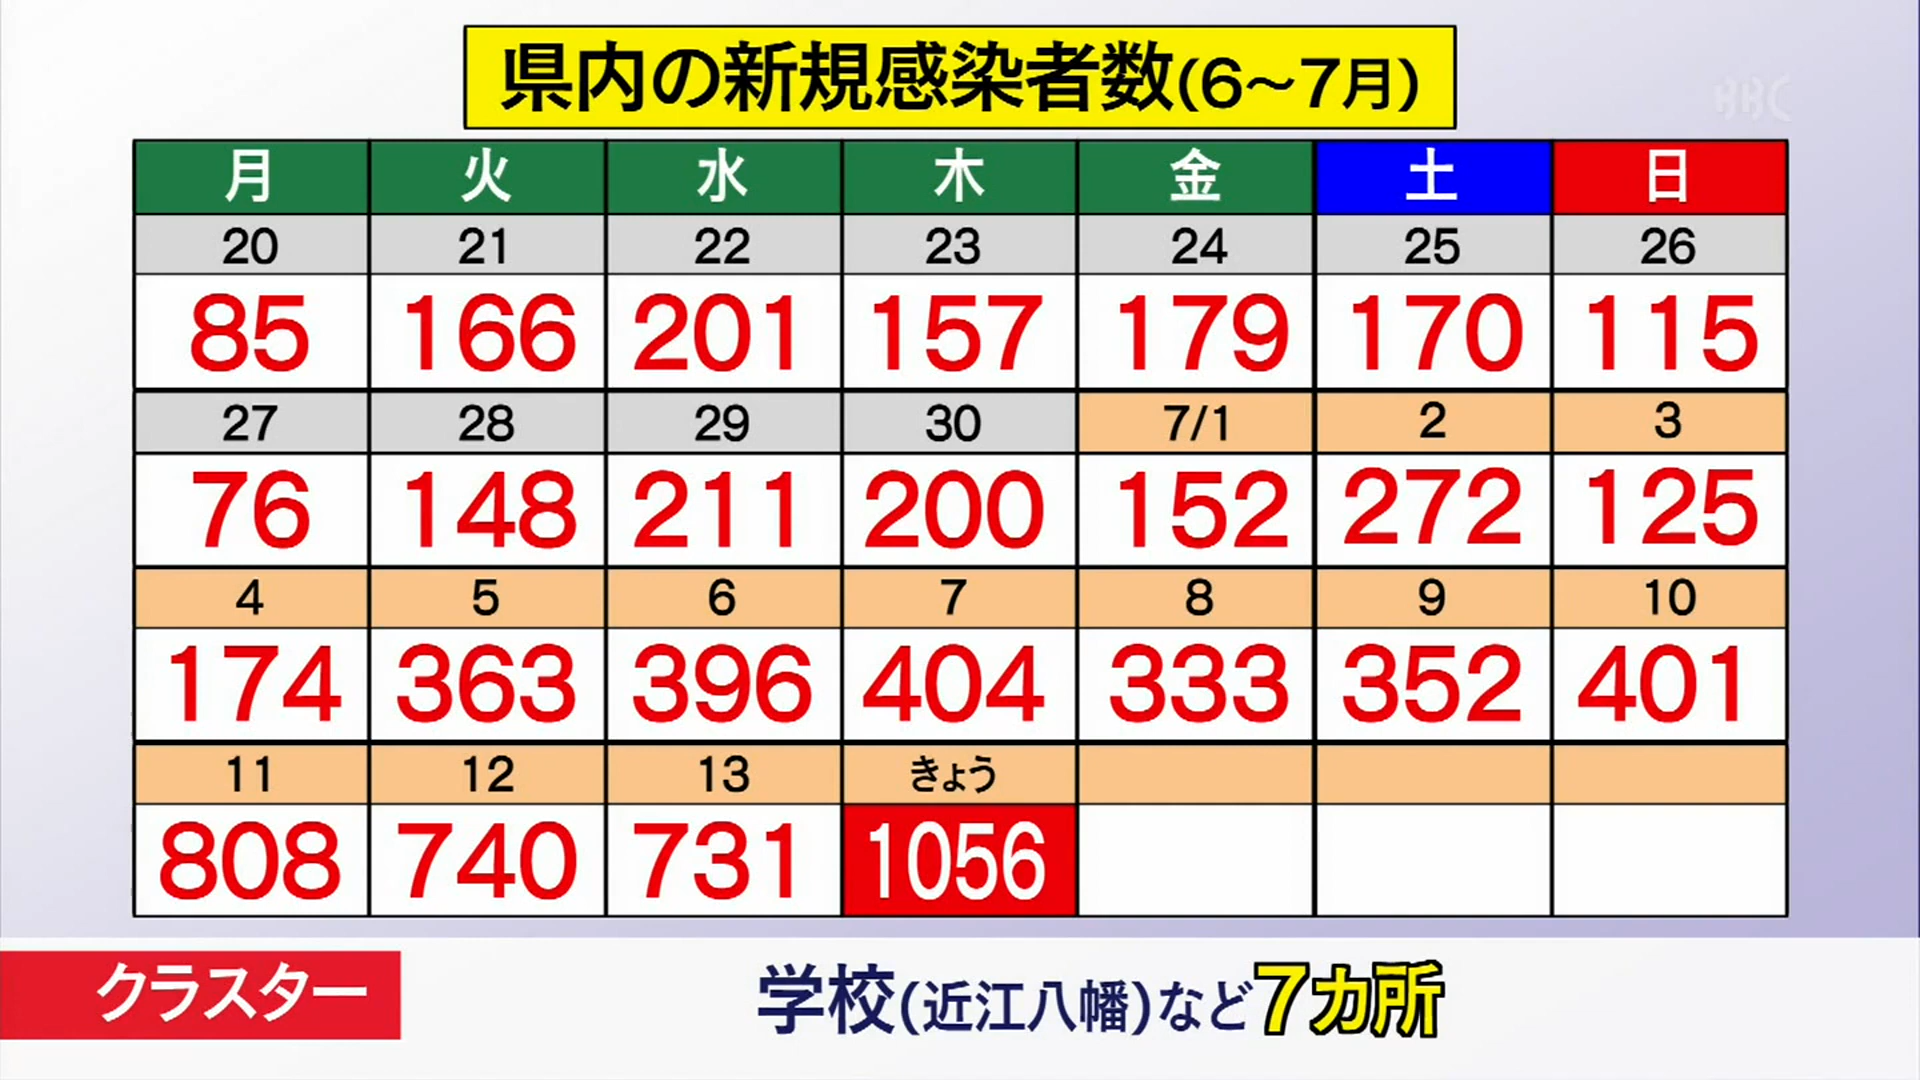 県内の新規感染者数(6〜7月)
BBC
月 火 水 木 金 土 日
20 21 22 23 24 25 26
85 166 201 157 179 170 115
27 28 29 30 7/1 2 3
76 148 211 200 152 272 125
4 5 6 7 8 9 10
174 363 396 404 333 352 401
11 12 13 きょう
808 740 731 1056
クラスター 学校(近江八幡)など7カ所